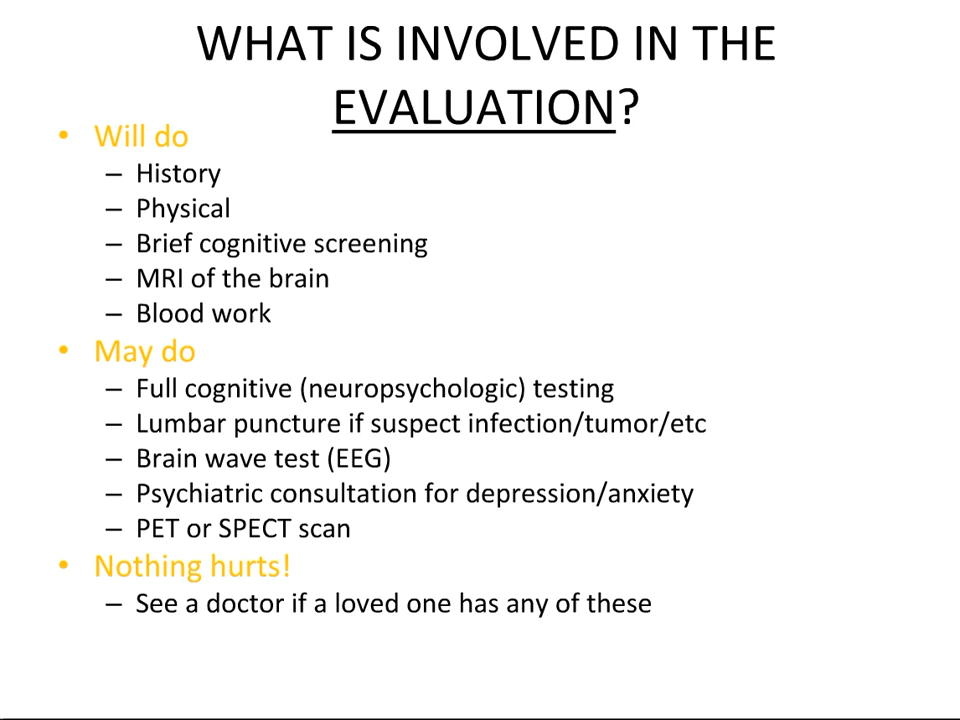 WHAT IS INVOLVED IN THE
EVALUATION?
• Will do
– History
– Physical
– Brief cognitive screening
– MRI of the brain
– Blood work
• May do
– Full cognitive (neuropsychologic) testing
– Lumbar puncture if suspect infection/tumor/etc
– Brain wave test (EEG)
– Psychiatric consultation for depression/anxiety
– PET or SPECT scan
• Nothing hurts!
– See a doctor if a loved one has any of these